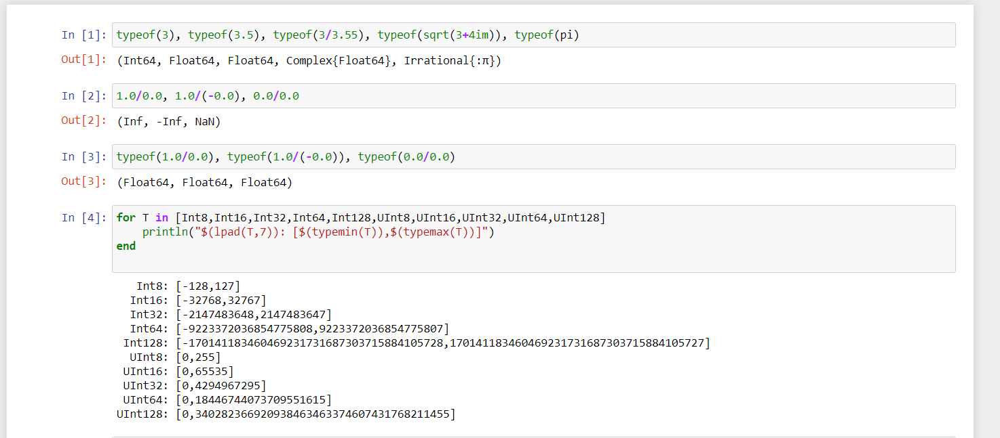 In [1]: typeof(3), typeof(3.5), typeof(3/3.55), typeof(sqrt(3+4im)), typeof(pi)
Out[1]: (Int64, Float64, Float64, Complex{Float64}, Irrational{:π})
In [2]: 1.0/0.0, 1.0/(-0.0), 0.0/0.0
Out[2]: (Inf, -Inf, NaN)
In [3]: typeof(1.0/0.0), typeof(1.0/(-0.0)), typeof(0.0/0.0)
Out[3]: (Float64, Float64, Float64)
In [4]: for T in [Int8,Int16,Int32,Int64,Int128,UInt8,UInt16,UInt32,UInt64,UInt128]
    println("$(lpad(T,7)): [$(typemin(T)),$(typemax(T))]")
end
   Int8: [-128,127]
  Int16: [-32768,32767]
  Int32: [-2147483648,2147483647]
  Int64: [-9223372036854775808,9223372036854775807]
 Int128: [-170141183460469231731687303715884105728,170141183460469231731687303715884105727]
  UInt8: [0,255]
 UInt16: [0,65535]
 UInt32: [0,4294967295]
 UInt64: [0,18446744073709551615]
UInt128: [0,340282366920938463463374607431768211455]